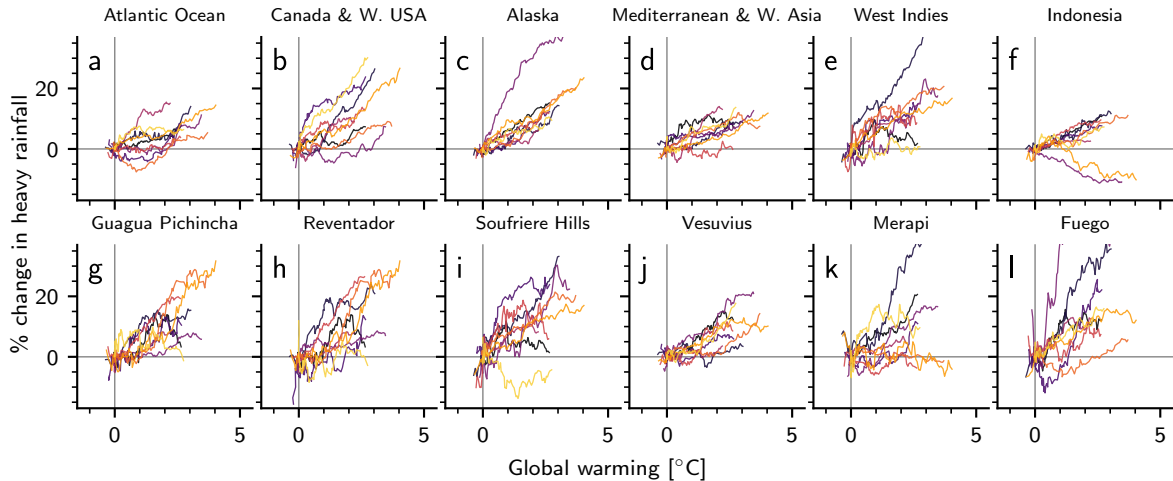 Atlantic Ocean
Canada & W. USA
Alaska
Mediterranean & W. Asia
West Indies
Indonesia
a
b
c
d
e
f
20
0
% change in heavy rainfall
Guagua Pichincha
Reventador
Soufriere Hills
Vesuvius
Merapi
Fuego
g
h
i
j
k
l
20
0
0 5
0 5
0 5
0 5
0 5
0 5
Global warming [°C]